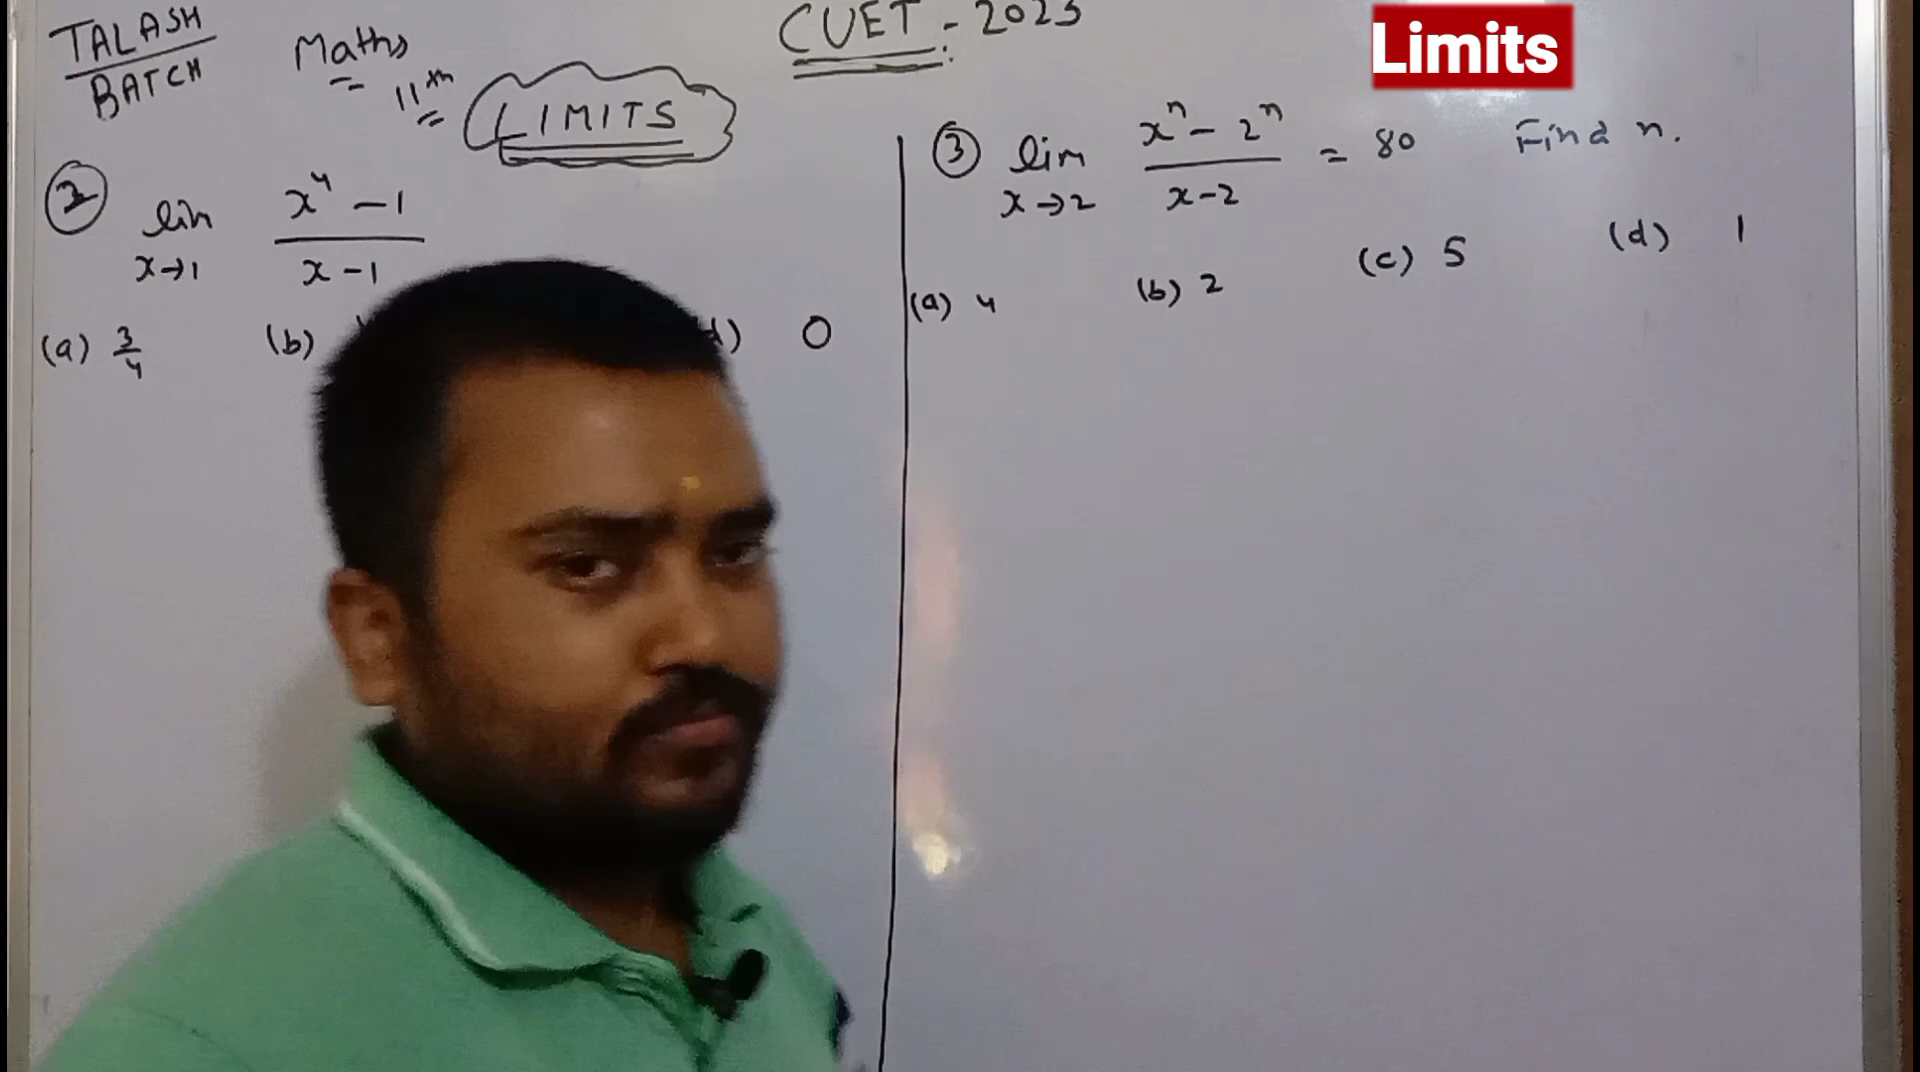 TALASH
BATCH
Maths
11th
LIMITS
CUET - 2023
Limits
2 lim x→1 x⁴ - 1 / x - 1
(a) 3/4 (b) d) 0
3 lim x→2 xⁿ - 2ⁿ / x - 2 = 80 Find n.
(a) 4 (b) 2 (c) 5 (d) 1